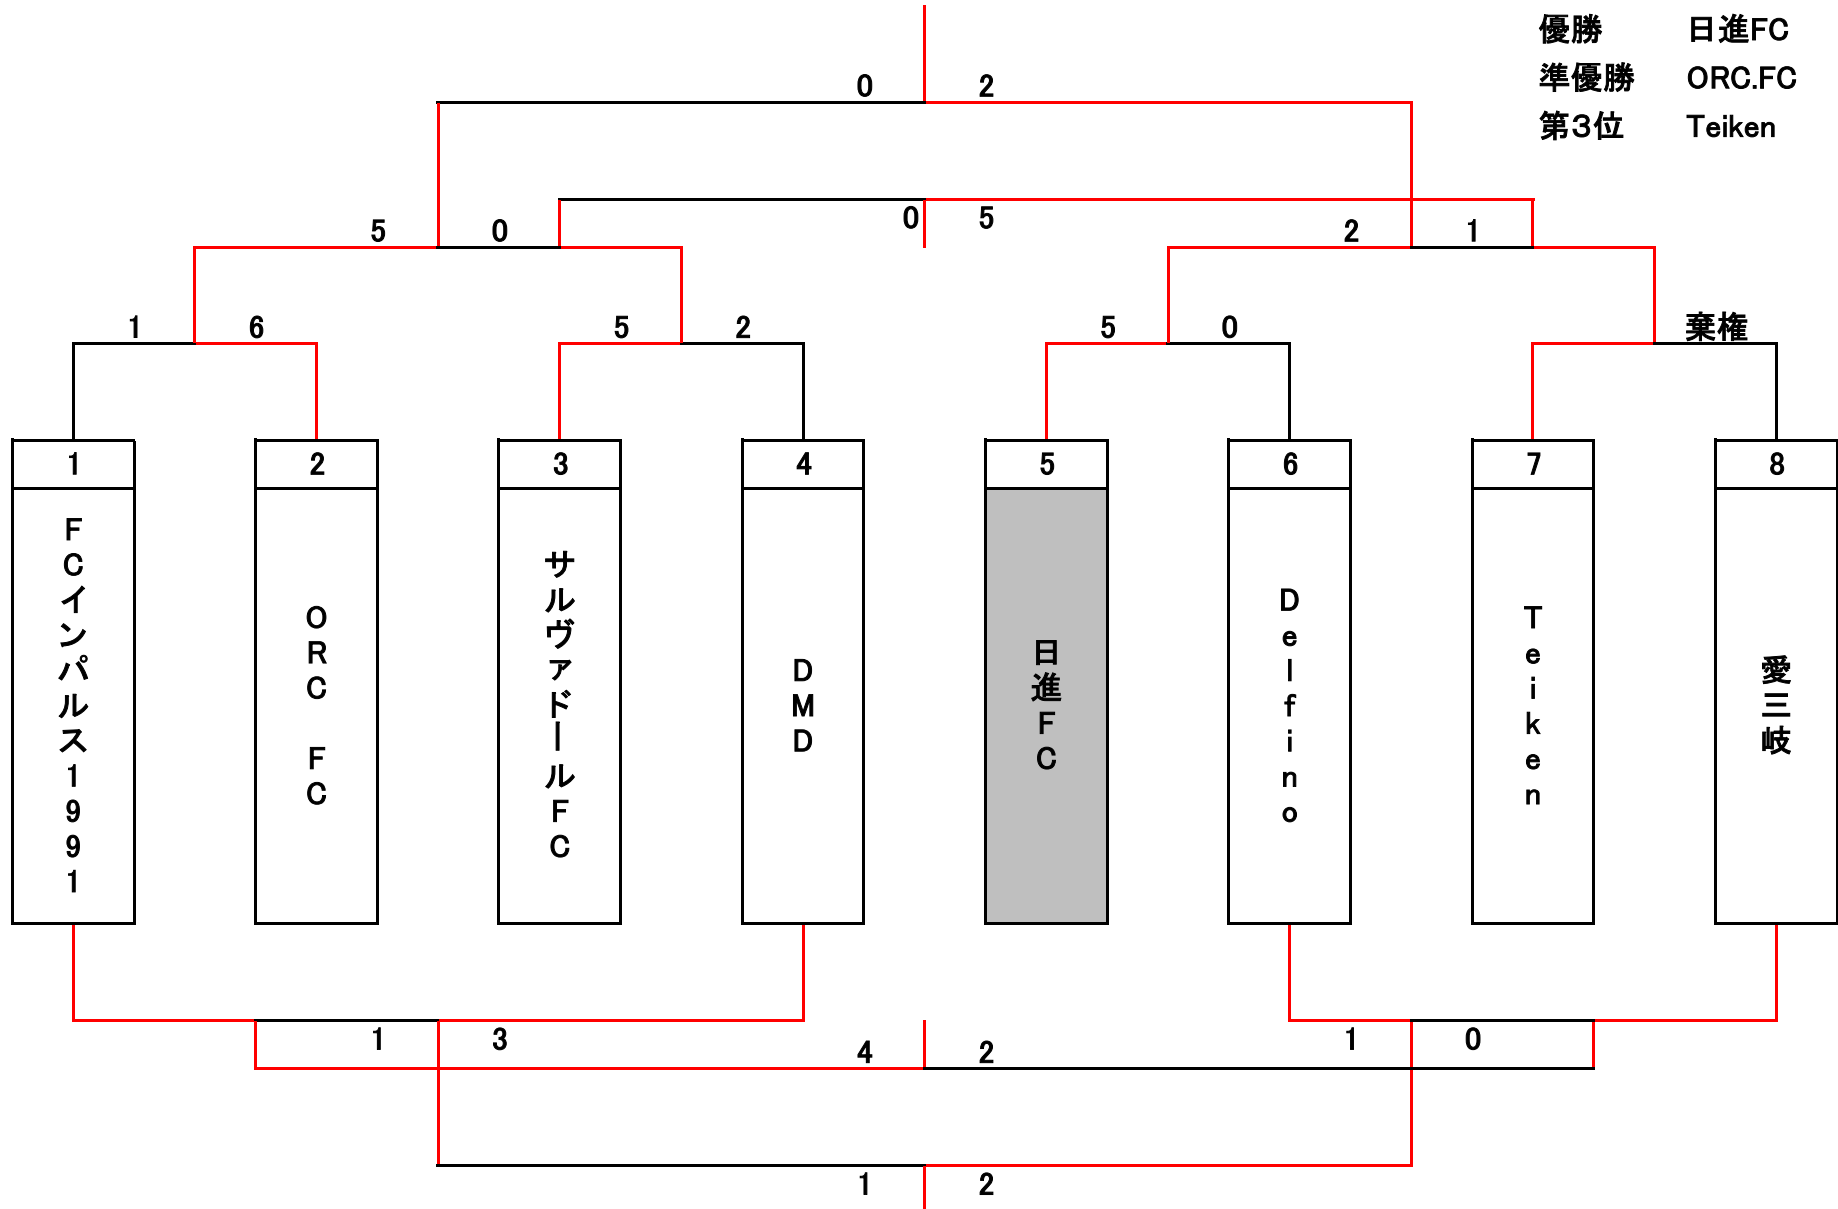 優勝 日進FC
準優勝 ORC.FC
第3位 Teiken
0 2
0 5
5 0
2 1
1 6
5 2
5 0
棄権
1 2 3 4 5 6 7 8
FCインパルス1991
ORC FC
サルヴァドールFC
DMD
日進FC
Delfino
Teiken
愛三岐
1 3
4 2
1 0
1 2